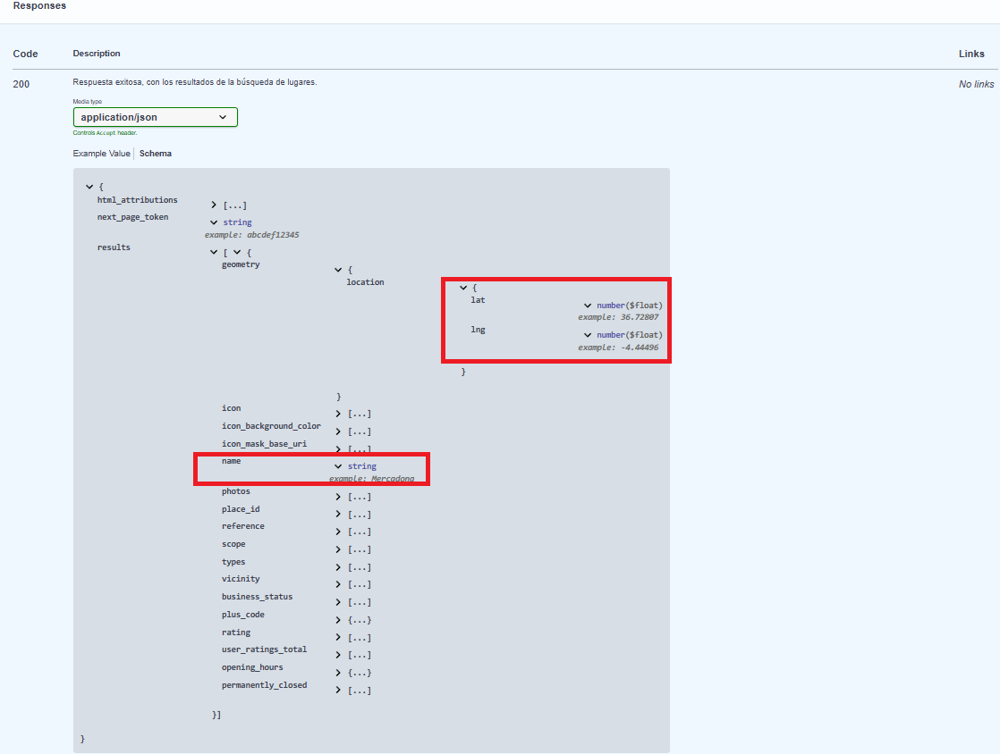 Responses
Code Description Links
200 Respuesta exitosa, con los resultados de la búsqueda de lugares. No links
Media type
application/json
Controls Accept header.
Example Value Schema
{
html_attributions [...]
next_page_token string
example: abcdef12345
results [ {
geometry {
location {
lat number($float)
example: 36.72807
lng number($float)
example: -4.44496
}
}
icon [...]
icon_background_color [...]
icon_mask_base_uri [...]
name string
example: Mercadona
photos [...]
place_id [...]
reference [...]
scope [...]
types [...]
vicinity [...]
business_status [...]
plus_code {...}
rating [...]
user_ratings_total [...]
opening_hours {...}
permanently_closed [...]
}]
}